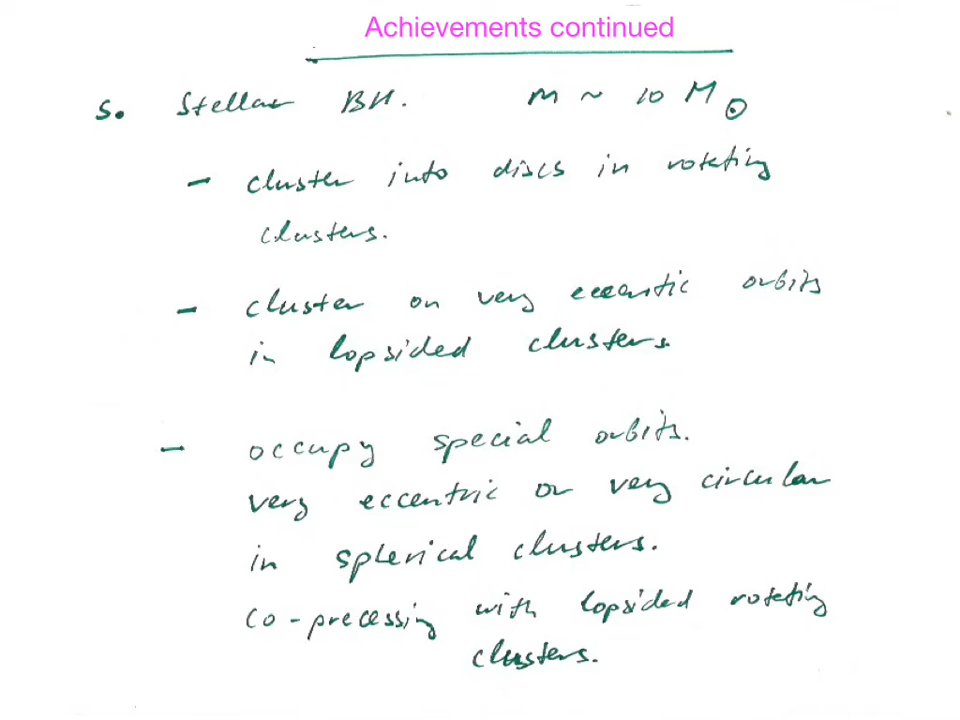 Achievements continued
5. Stellar BH. M ~ 10 M☉
- cluster into discs in rotating
clusters.
- cluster on very eccentric orbits
in lopsided clusters.
- occupy special orbits.
very eccentric or very circular
in spherical clusters.
co-precessing with lopsided rotating
clusters.